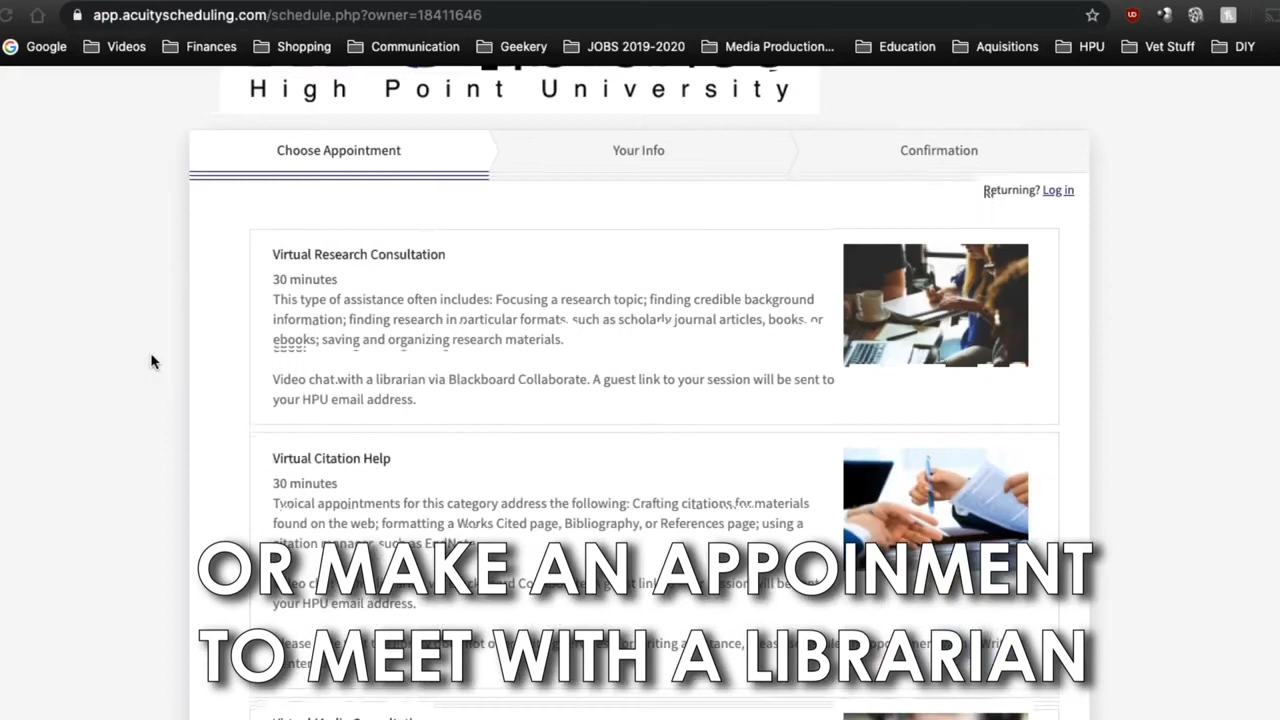 app.acuityscheduling.com/schedule.php?owner=18411646
Google Videos Finances Shopping Communication Geekery JOBS 2019-2020 Media Production... Education Aquisitions HPU Vet Stuff DIY
High Point University
Choose Appointment Your Info Confirmation
Returning? Log in
Virtual Research Consultation
30 minutes
This type of assistance often includes: Focusing a research topic; finding credible background
information; finding research in particular formats, such as scholarly journal articles, books, or
ebooks; saving and organizing research materials.
Video chat with a librarian via Blackboard Collaborate. A guest link to your session will be sent to
your HPU email address.
Virtual Citation Help
30 minutes
Typical appointments for this category address the following: Crafting citations for materials
found on the web; formatting a Works Cited page, Bibliography, or References page; using a
citation manager, such as EndNote.
OR MAKE AN APPOINMENT
your HPU email address.
TO MEET WITH A LIBRARIAN